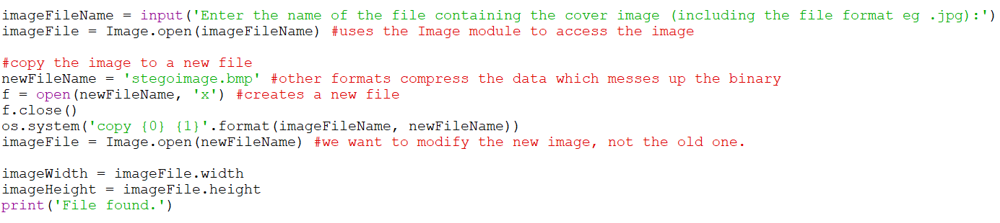 imageFileName = input('Enter the name of the file containing the cover image (including the file format eg .jpg):')
imageFile = Image.open(imageFileName) #uses the Image module to access the image
#copy the image to a new file
newFileName = 'stegoimage.bmp' #other formats compress the data which messes up the binary
f = open(newFileName, 'x') #creates a new file
f.close()
os.system('copy {0} {1}'.format(imageFileName, newFileName))
imageFile = Image.open(newFileName) #we want to modify the new image, not the old one.
imageWidth = imageFile.width
imageHeight = imageFile.height
print('File found.')